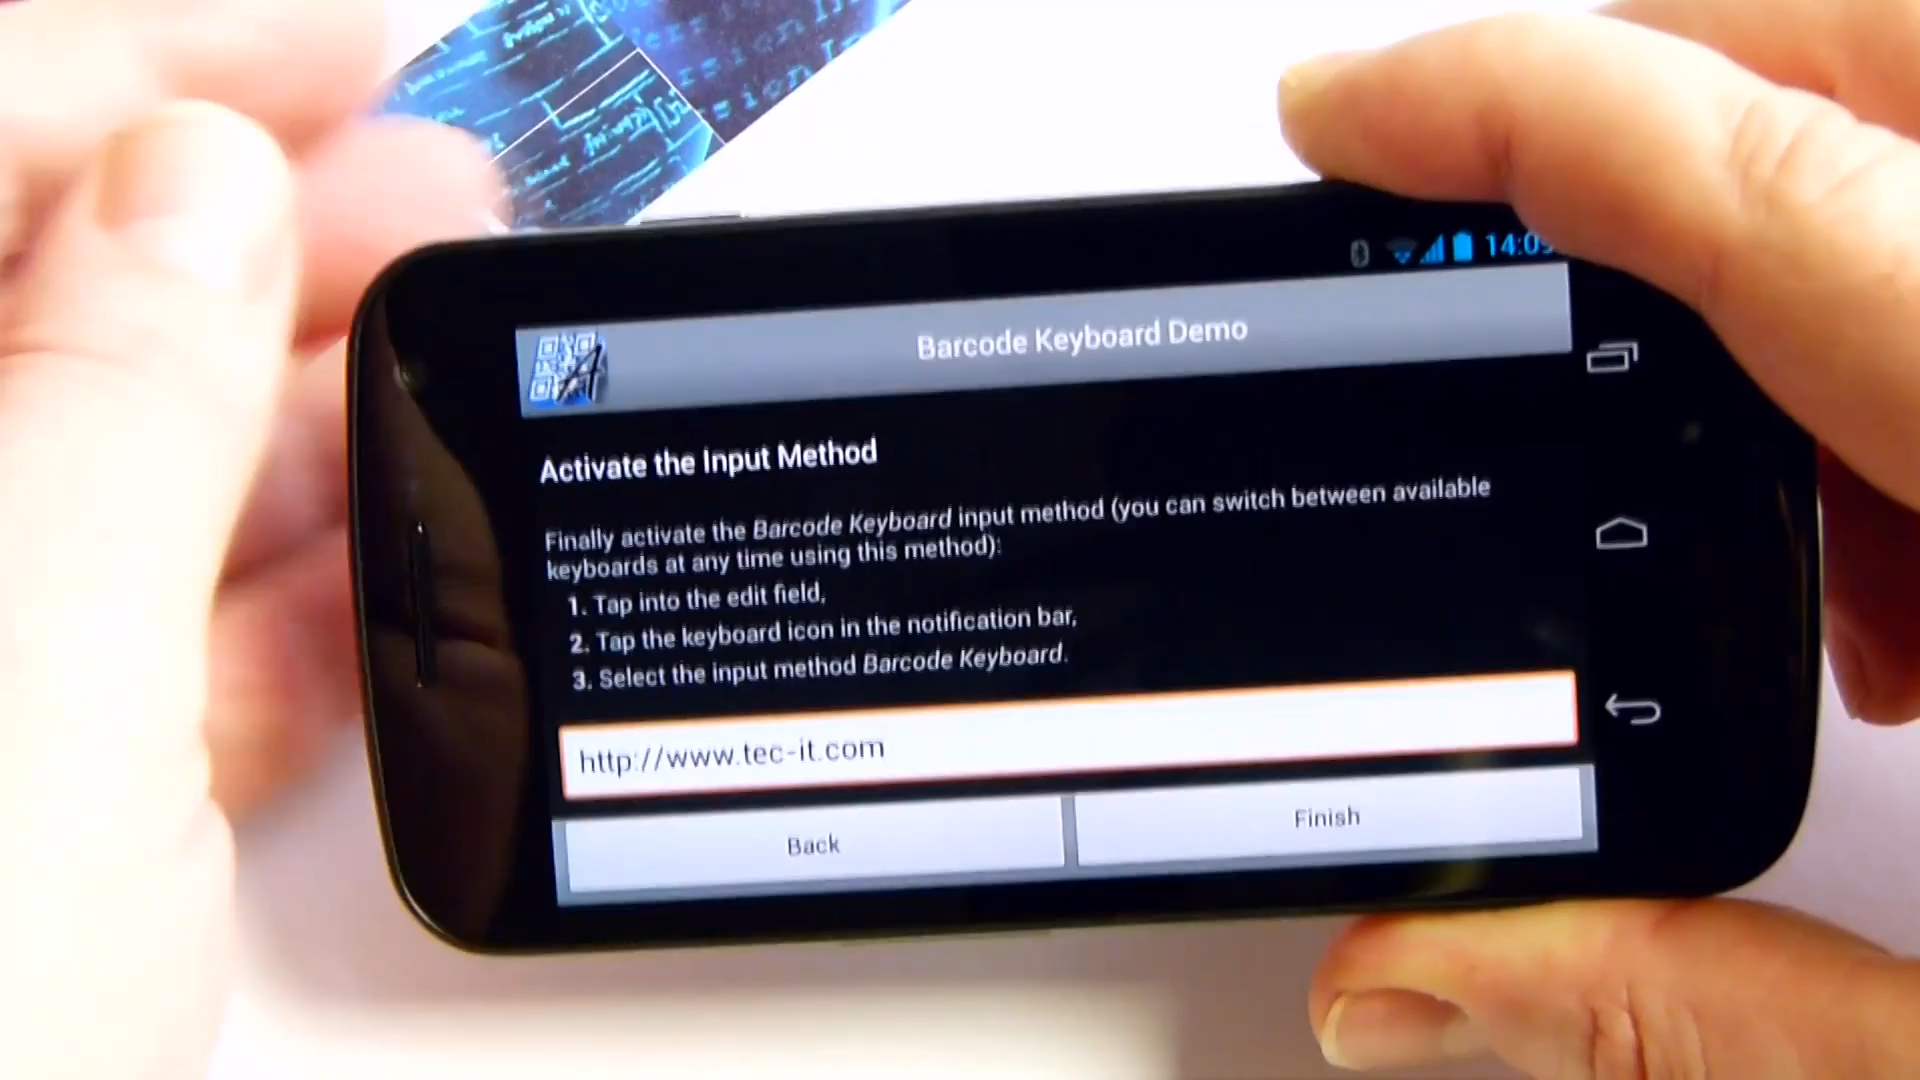 14:0
Barcode Keyboard Demo
Activate the Input Method
Finally activate the Barcode Keyboard input method (you can switch between available
keyboards at any time using this method):
1. Tap into the edit field,
2. Tap the keyboard icon in the notification bar,
3. Select the input method Barcode Keyboard.
http://www.tec-it.com
Back
Finish